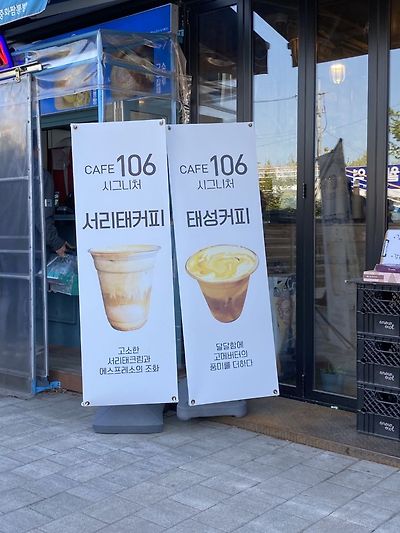 CAFE 106
시그니처
서리태커피
고소한
서리태크림과
에스프레소의 조화
CAFE 106
시그니처
태성커피
달달함에
고메버터의
풍미를 더하다